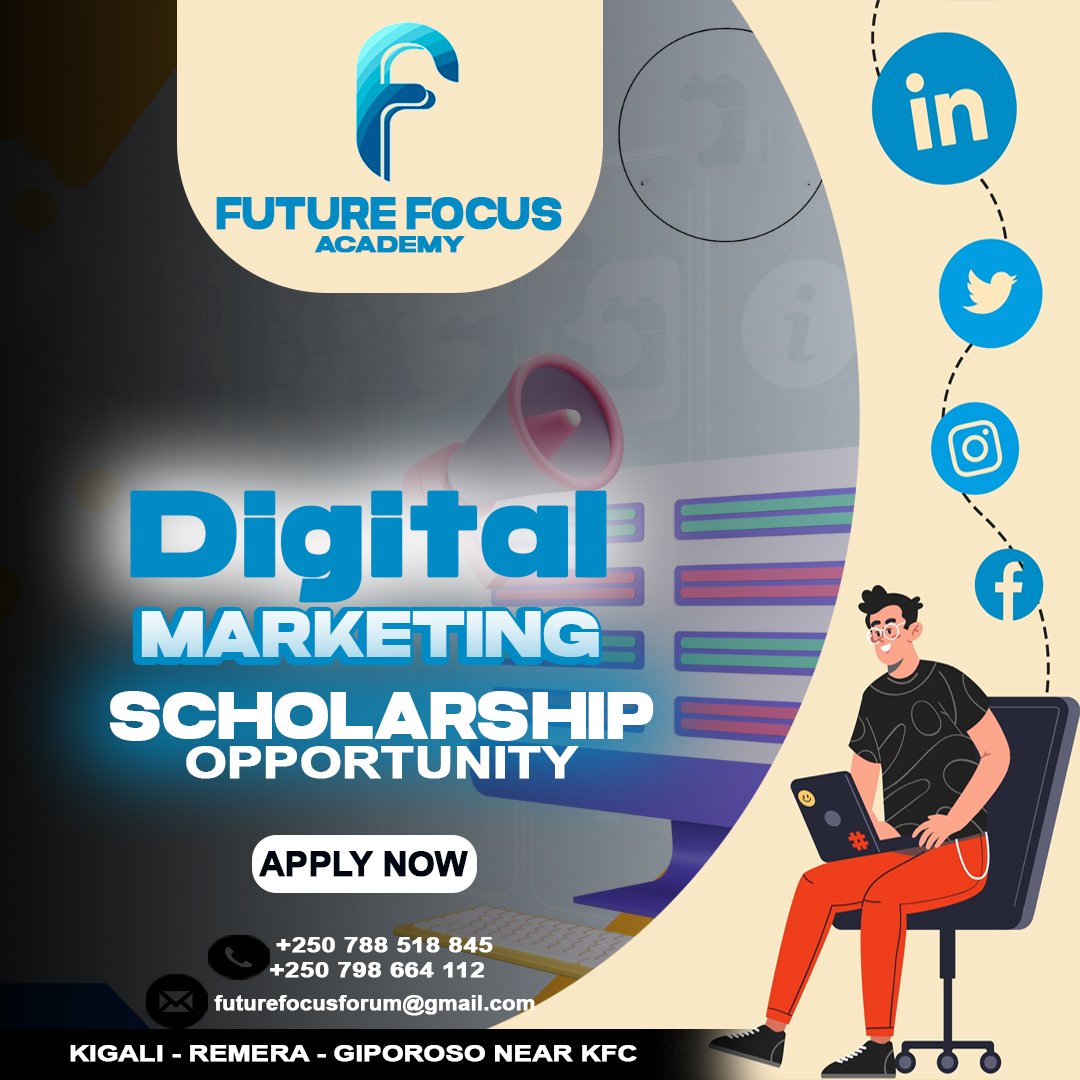 FUTURE FOCUS
ACADEMY
in
Digital
MARKETING
SCHOLARSHIP
OPPORTUNITY
APPLY NOW
+250 788 518 845
+250 798 664 112
futurefocusforum@gmail.com
KIGALI - REMERA - GIPOROSO NEAR KFC